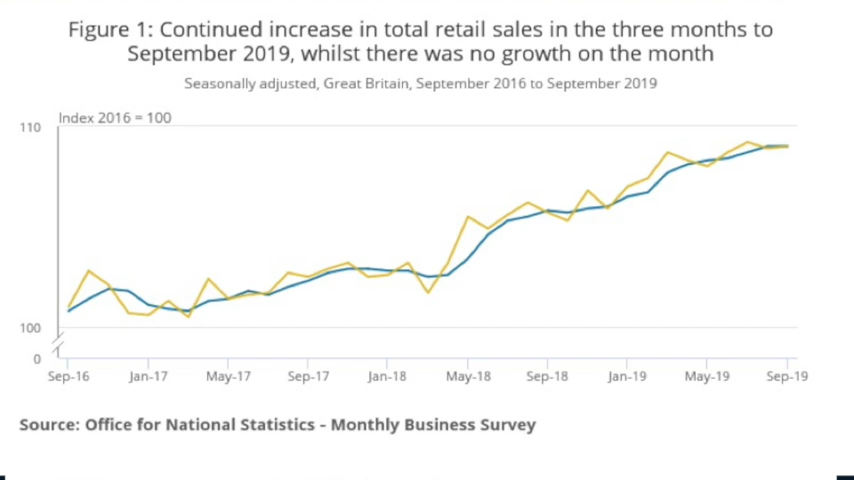 Figure 1: Continued increase in total retail sales in the three months to
September 2019, whilst there was no growth on the month
Seasonally adjusted, Great Britain, September 2016 to September 2019
Index 2016 = 100
110
100
0
Sep-16 Jan-17 May-17 Sep-17 Jan-18 May-18 Sep-18 Jan-19 May-19 Sep-19
Source: Office for National Statistics - Monthly Business Survey